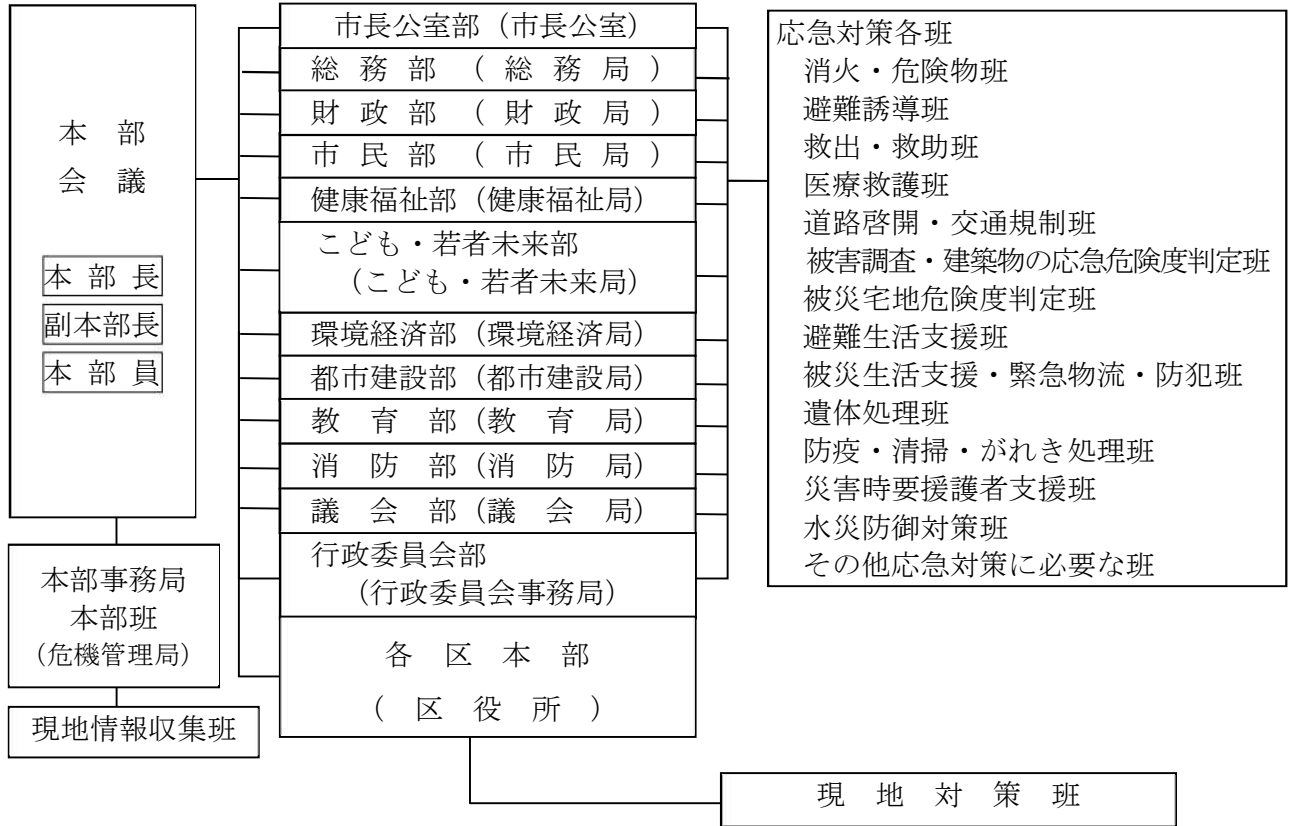 本部
会議
本部長
副本部長
本部員
本部事務局
本部班
（危機管理局）
現地情報収集班
市長公室部（市長公室）
総務部（総務局）
財政部（財政局）
市民部（市民局）
健康福祉部（健康福祉局）
こども・若者未来部
（こども・若者未来局）
環境経済部（環境経済局）
都市建設部（都市建設局）
教育部（教育局）
消防部（消防局）
議会部（議会局）
行政委員会部
（行政委員会事務局）
各区本部
（区役所）
応急対策各班
消火・危険物班
避難誘導班
救出・救助班
医療救護班
道路啓開・交通規制班
被害調査・建築物の応急危険度判定班
被災宅地危険度判定班
避難生活支援班
被災生活支援・緊急物流・防犯班
遺体処理班
防疫・清掃・がれき処理班
災害時要援護者支援班
水災防御対策班
その他応急対策に必要な班
現地対策班